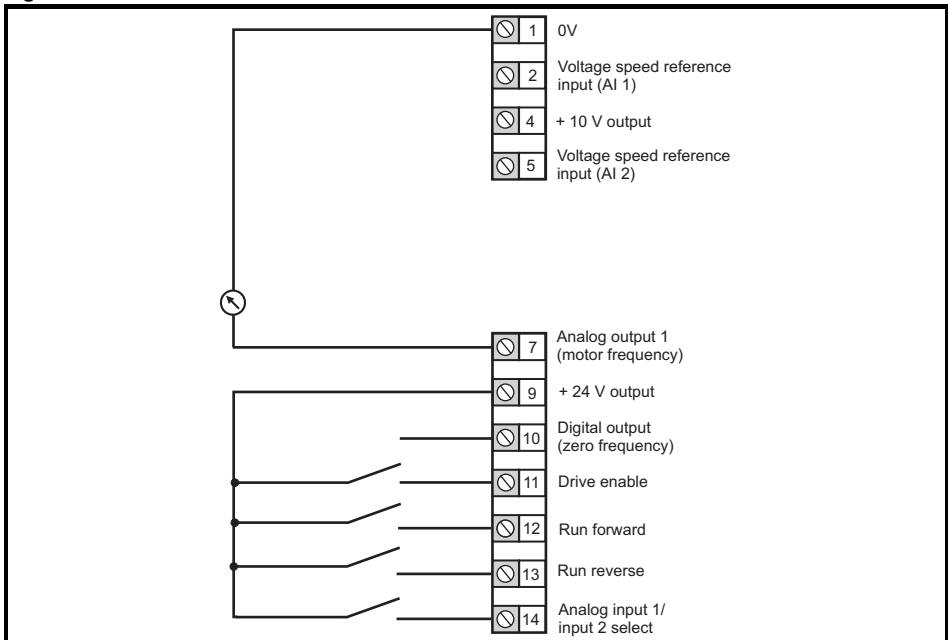 1 0V
2 Voltage speed reference
input (AI 1)
4 + 10 V output
5 Voltage speed reference
input (AI 2)
7 Analog output 1
(motor frequency)
9 + 24 V output
10 Digital output
(zero frequency)
11 Drive enable
12 Run forward
13 Run reverse
14 Analog input 1/
input 2 select